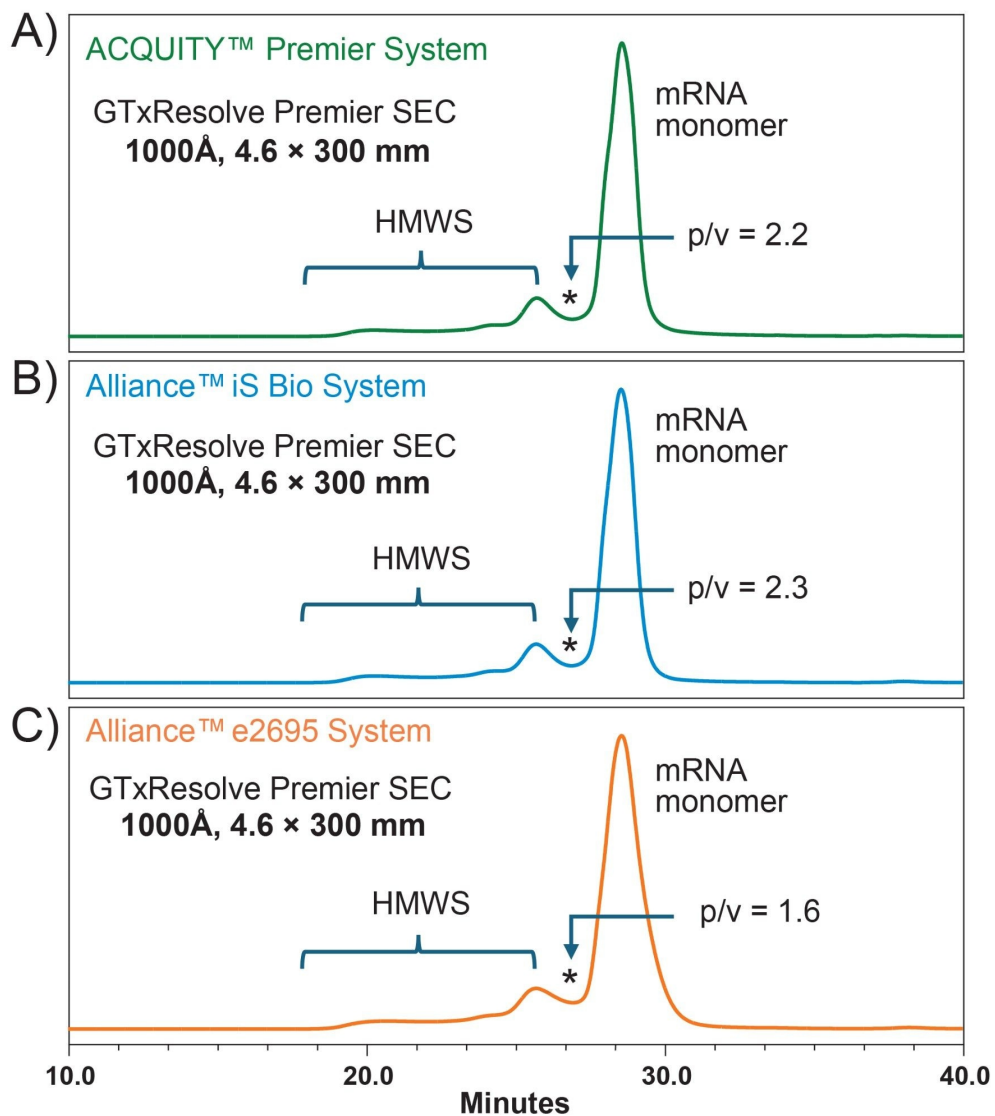 A)
ACQUITY™ Premier System
GTxResolve Premier SEC
1000Å, 4.6 × 300 mm
mRNA
monomer
HMWS
p/v = 2.2
*
B)
Alliance™ iS Bio System
GTxResolve Premier SEC
1000Å, 4.6 × 300 mm
mRNA
monomer
HMWS
p/v = 2.3
*
C)
Alliance™ e2695 System
GTxResolve Premier SEC
1000Å, 4.6 × 300 mm
mRNA
monomer
HMWS
p/v = 1.6
*
10.0 20.0 30.0 40.0
Minutes